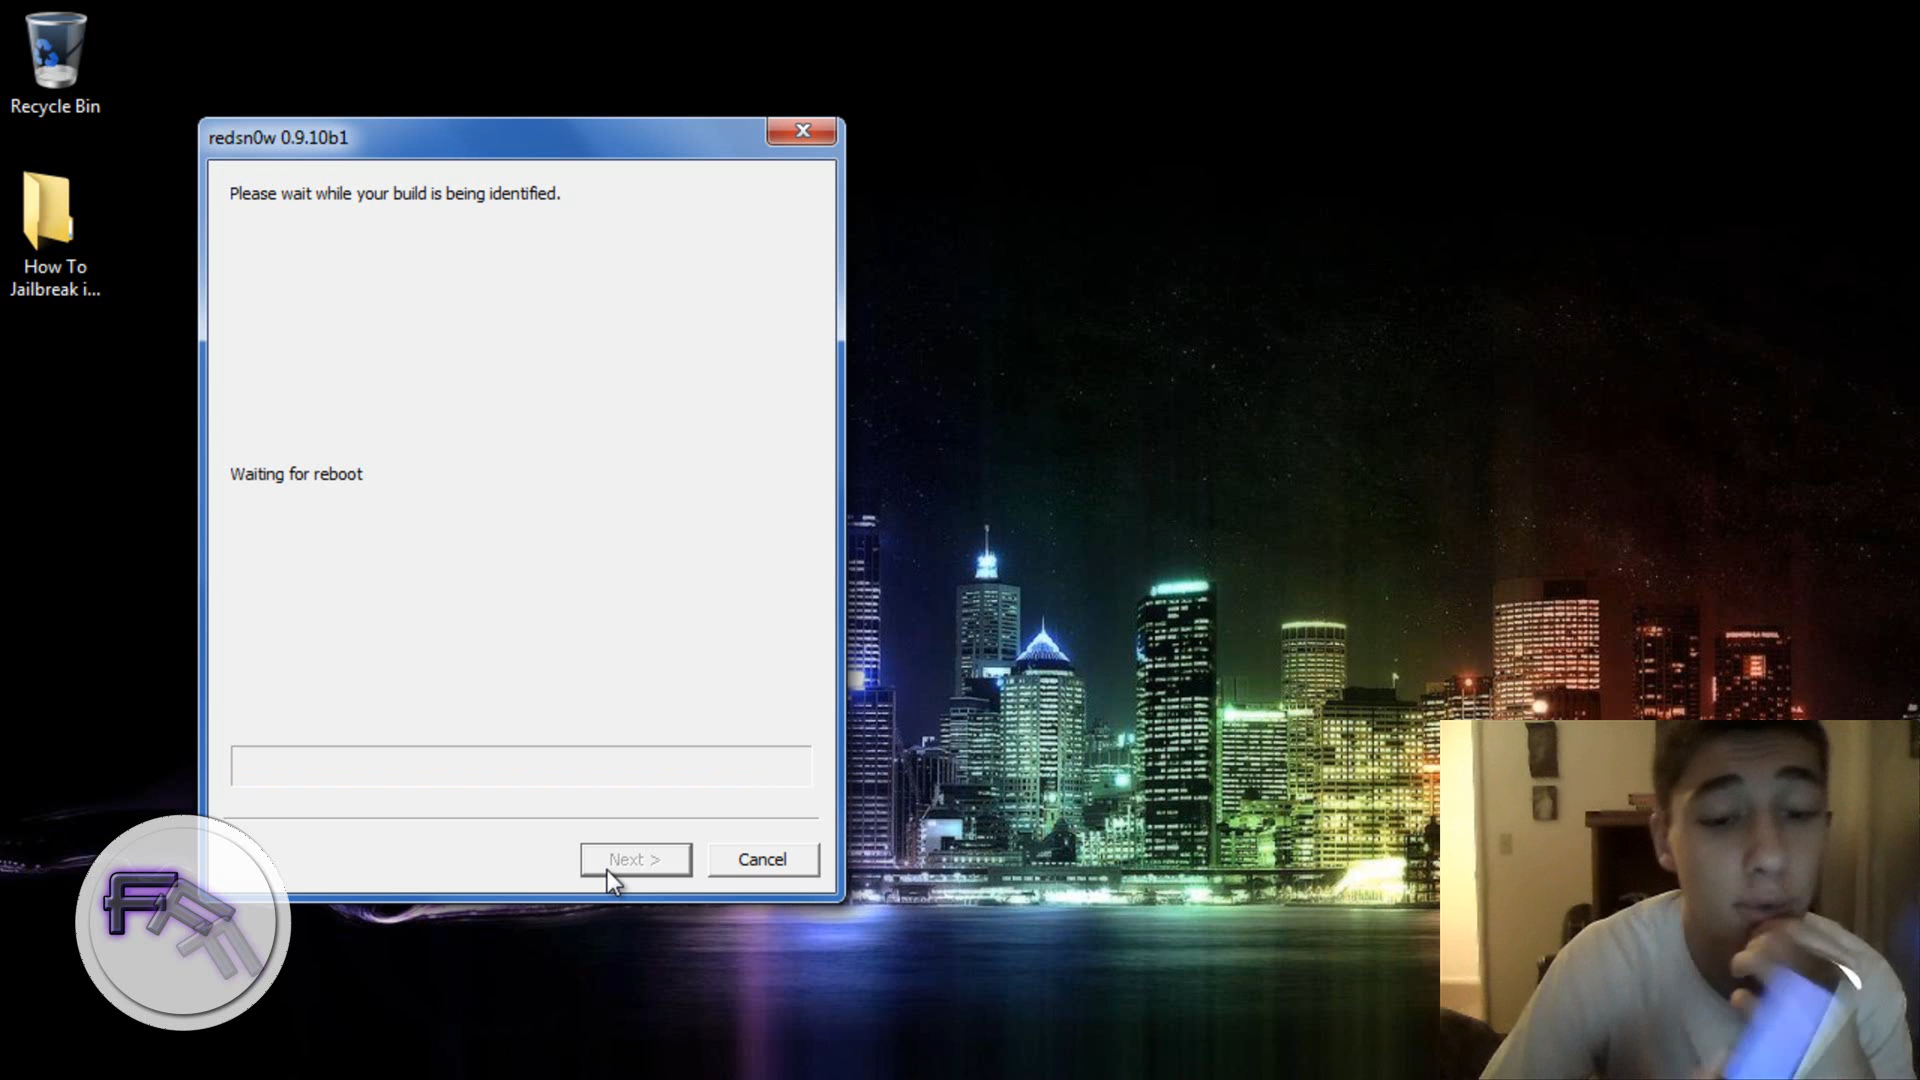 Recycle Bin
How To
Jailbreak i...
redsn0w 0.9.10b1
Please wait while your build is being identified.
Waiting for reboot
Next >
Cancel